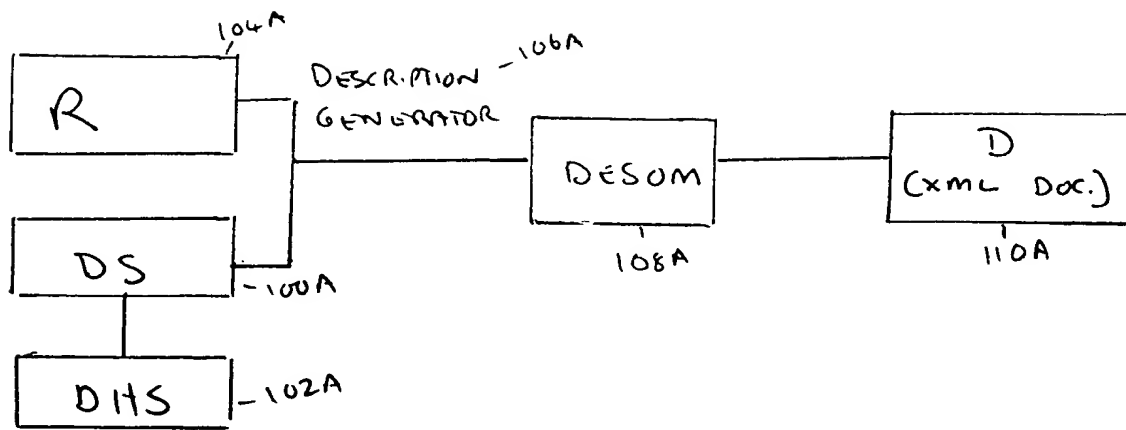 104A
R
DESCRIPTION - 106A
GENERATOR
DESOM
108A
D
(XML DOC.)
110A
DS
-100A
DHS
-102A